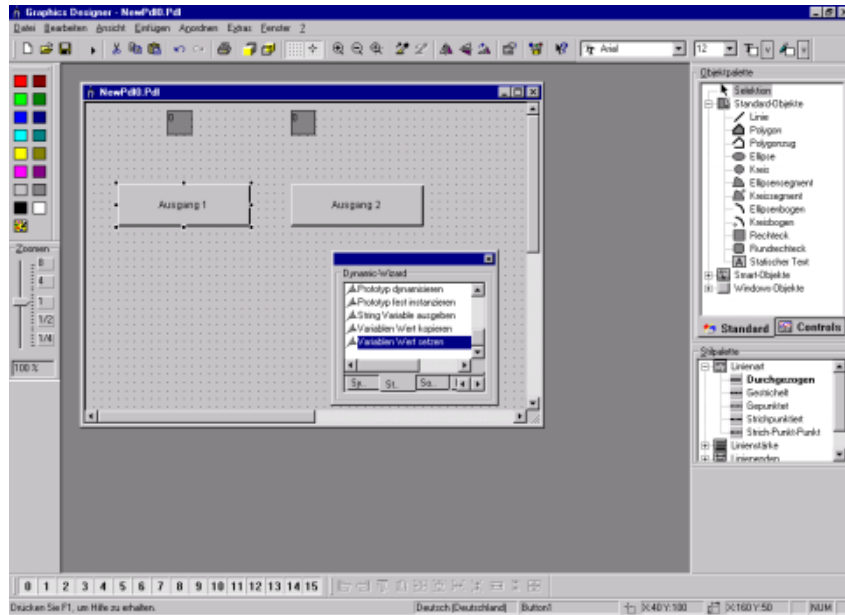 Graphics Designer - NewPdl0.Pdl
Datei Bearbeiten Ansicht Einfügen Anordnen Extras Fenster ?
Arial
12
NewPdl0.Pdl
0
0
Ausgang 1
Ausgang 2
Dynamic-Wizard
Prototyp dynamisieren
Prototyp fest instanzieren
String Variable ausgeben
Variablen Wert kopieren
Variablen Wert setzen
Sy...
St...
So...
Zoomen
8
4
1
1/2
1/4
100 %
Objektpalette
Selektion
Standard-Objekte
Linie
Polygon
Polygonzug
Ellipse
Kreis
Ellipsensegment
Kreissegment
Ellipsenbogen
Kreisbogen
Rechteck
Rundrechteck
Statischer Text
Smart-Objekte
Windows-Objekte
Standard
Controls
Stilpalette
Linienart
Durchgezogen
Gestrichelt
Gepunktet
Strichpunktiert
Strich-Punkt-Punkt
Linienstärke
Linienenden
0 1 2 3 4 5 6 7 8 9 10 11 12 13 14 15
Drücken Sie F1, um Hilfe zu erhalten.
Deutsch (Deutschland)
Button1
X:40 Y:100
X:160 Y:50
NUM